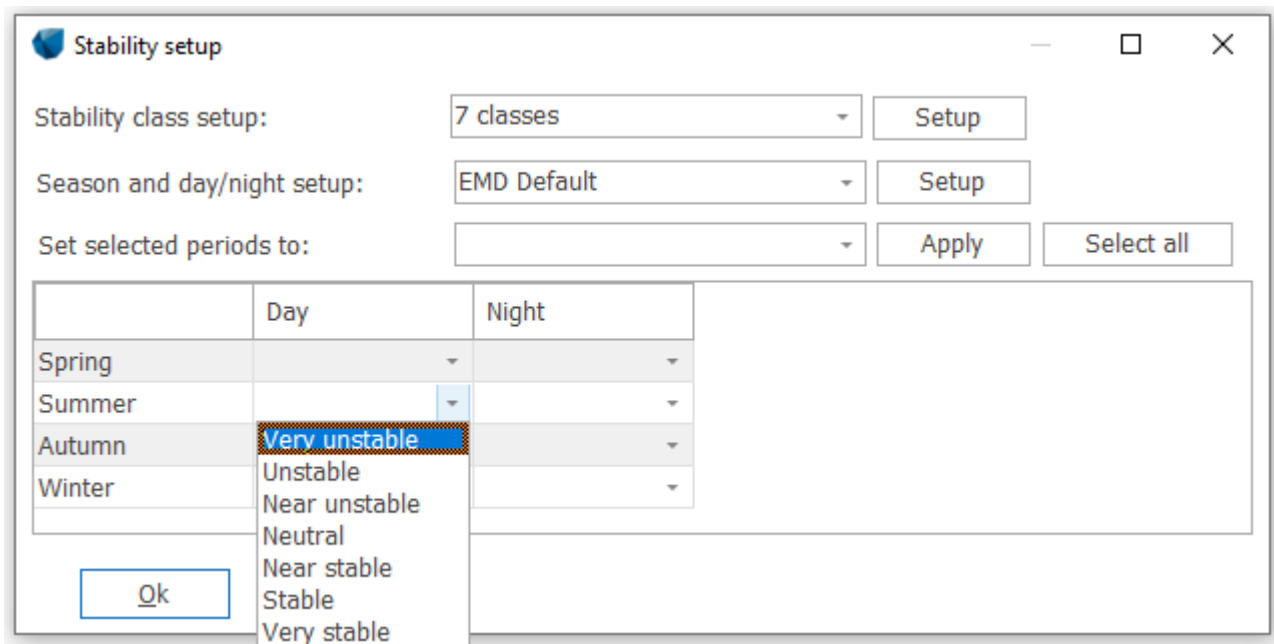 Stability setup
Stability class setup: 7 classes Setup
Season and day/night setup: EMD Default Setup
Set selected periods to: Apply Select all
Day Night
Spring
Summer
Autumn
Winter
Very unstable
Unstable
Near unstable
Neutral
Near stable
Stable
Very stable
Ok